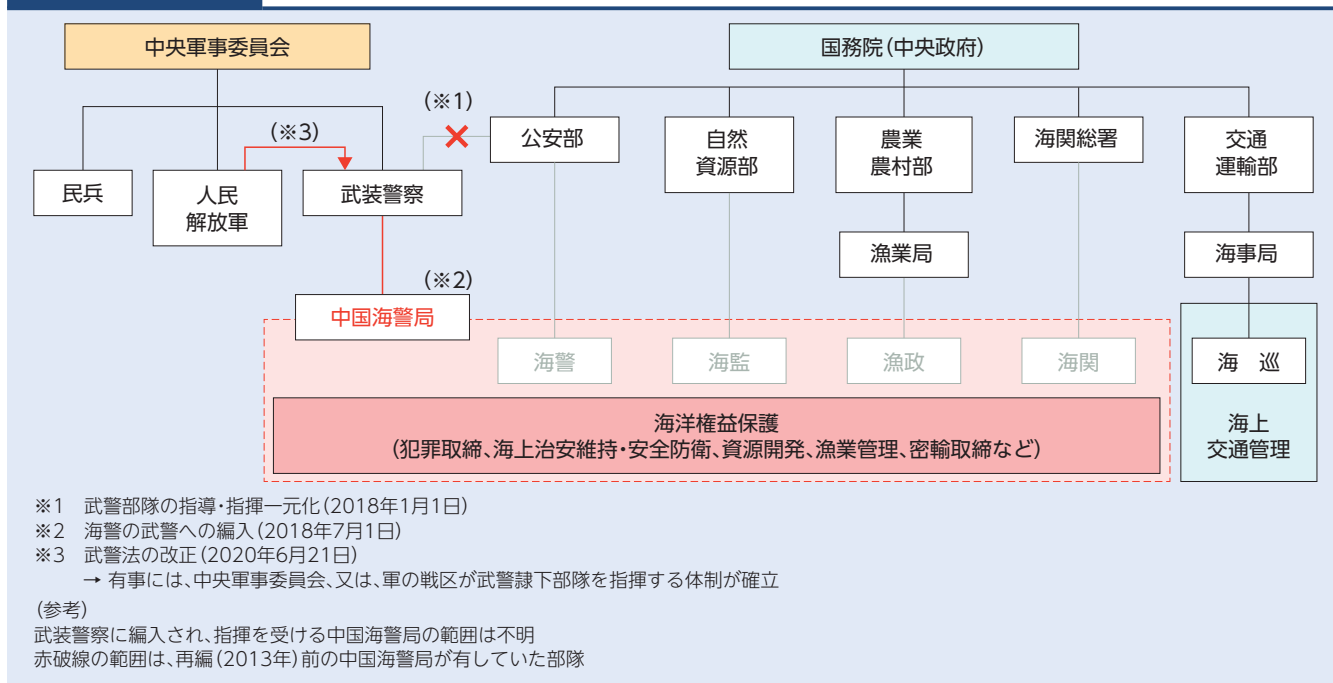 中央軍事委員会
国務院(中央政府)
(※1)
(※3)
公安部
自然
資源部
農業
農村部
海関総署
交通
運輸部
民兵
人民
解放軍
武装警察
漁業局
海事局
(※2)
中国海警局
海警
海監
漁政
海関
海 巡
海洋権益保護
(犯罪取締、海上治安維持・安全防衛、資源開発、漁業管理、密輸取締など)
海上
交通管理
※1 武警部隊の指導・指揮一元化(2018年1月1日)
※2 海警の武警への編入(2018年7月1日)
※3 武警法の改正(2020年6月21日)
→ 有事には、中央軍事委員会、又は、軍の戦区が武警隷下部隊を指揮する体制が確立
(参考)
武装警察に編入され、指揮を受ける中国海警局の範囲は不明
赤破線の範囲は、再編(2013年)前の中国海警局が有していた部隊